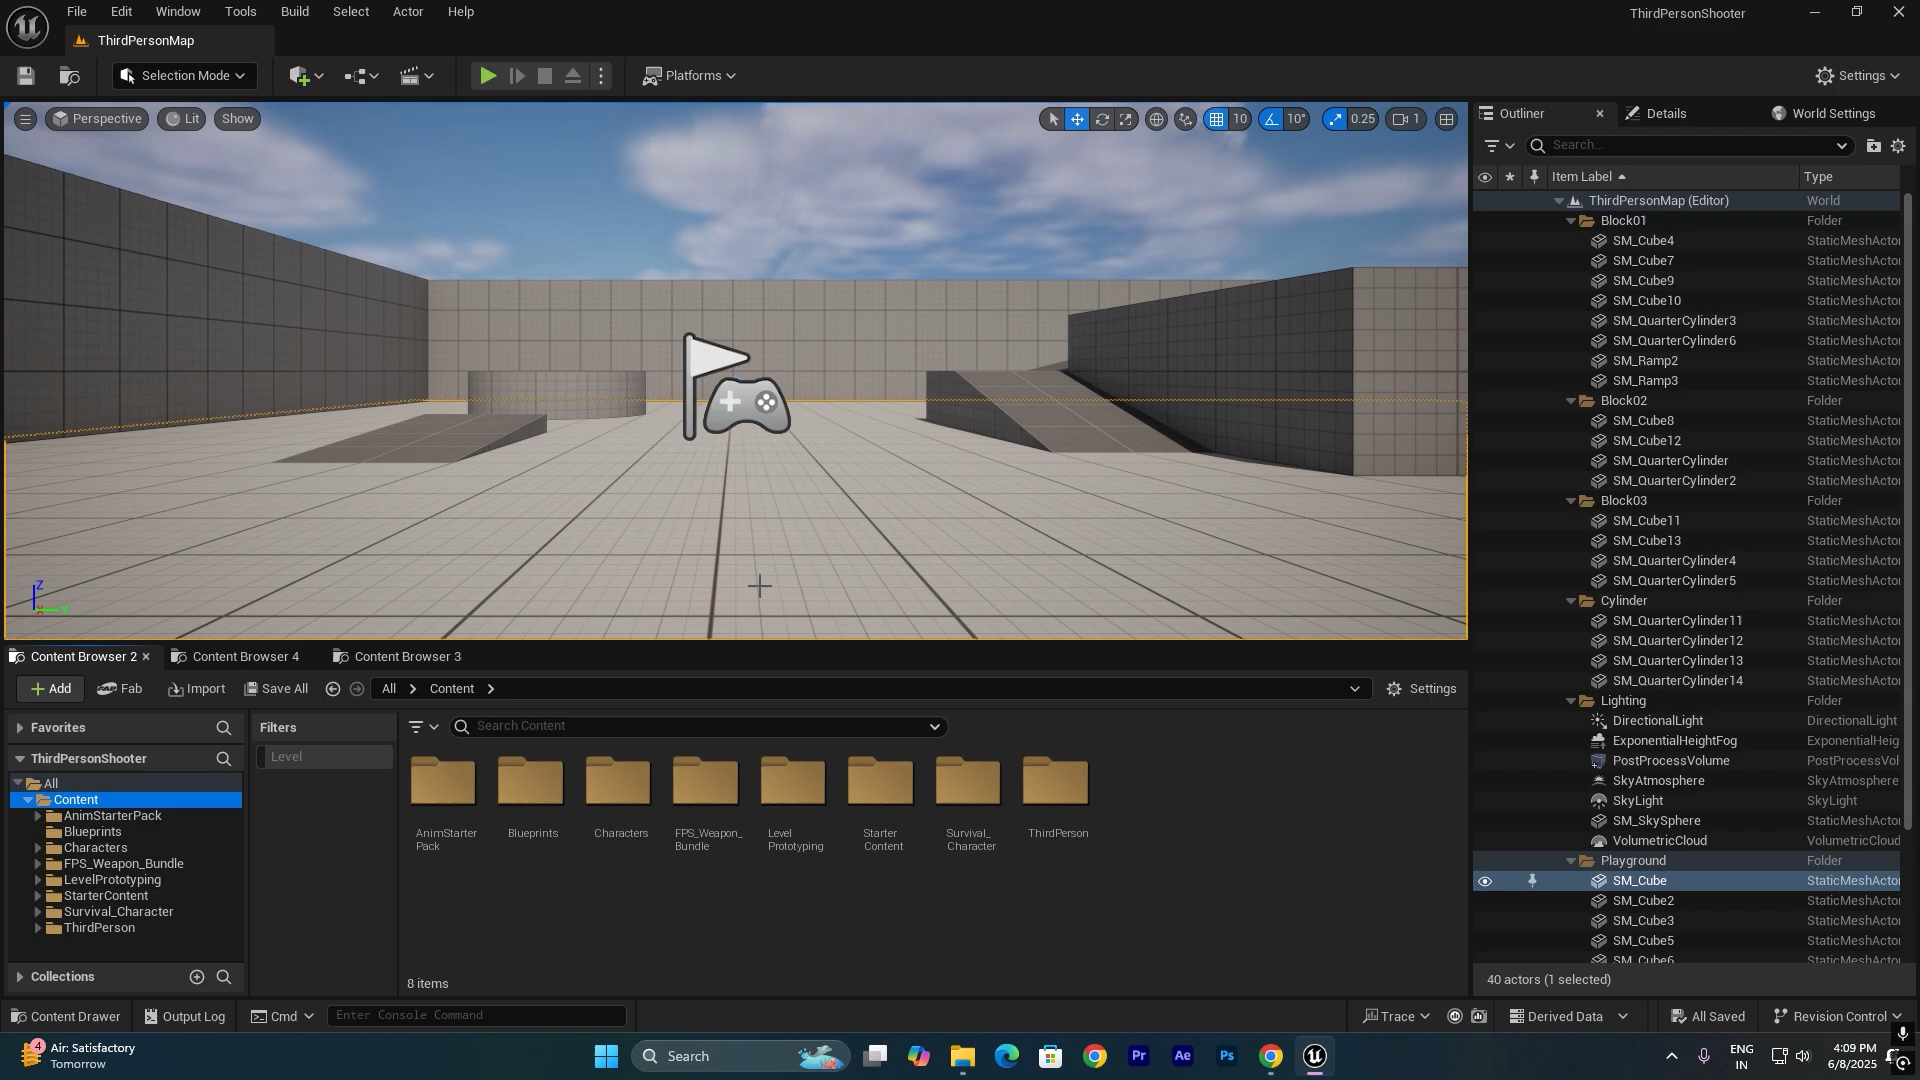 File Edit Window Tools Build Select Actor Help
ThirdPersonShooter
ThirdPersonMap
Selection Mode
Platforms
Settings
Perspective
Lit
Show
10
10°
0.25
1
Outliner
Details
World Settings
Search...
Item Label
Type
ThirdPersonMap (Editor) World
Block01 Folder
SM_Cube4 StaticMeshActor
SM_Cube7 StaticMeshActor
SM_Cube9 StaticMeshActor
SM_Cube10 StaticMeshActor
SM_QuarterCylinder3 StaticMeshActor
SM_QuarterCylinder6 StaticMeshActor
SM_Ramp2 StaticMeshActor
SM_Ramp3 StaticMeshActor
Block02 Folder
SM_Cube8 StaticMeshActor
SM_Cube12 StaticMeshActor
SM_QuarterCylinder StaticMeshActor
SM_QuarterCylinder2 StaticMeshActor
Block03 Folder
SM_Cube11 StaticMeshActor
SM_Cube13 StaticMeshActor
SM_QuarterCylinder4 StaticMeshActor
SM_QuarterCylinder5 StaticMeshActor
Cylinder Folder
SM_QuarterCylinder11 StaticMeshActor
SM_QuarterCylinder12 StaticMeshActor
SM_QuarterCylinder13 StaticMeshActor
SM_QuarterCylinder14 StaticMeshActor
Lighting Folder
DirectionalLight DirectionalLight
ExponentialHeightFog ExponentialHeig
PostProcessVolume PostProcessVol
SkyAtmosphere SkyAtmosphere
SkyLight SkyLight
SM_SkySphere StaticMeshActor
VolumetricCloud VolumetricCloud
Playground Folder
SM_Cube StaticMeshActor
SM_Cube2 StaticMeshActor
SM_Cube3 StaticMeshActor
SM_Cube5 StaticMeshActor
SM_Cube6
40 actors (1 selected)
Z
Y
Content Browser 2
Content Browser 4
Content Browser 3
Add
Fab
Import
Save All
All
Content
Settings
Favorites
ThirdPersonShooter
All
Content
AnimStarterPack
Blueprints
Characters
FPS_Weapon_Bundle
LevelPrototyping
StarterContent
Survival_Character
ThirdPerson
Collections
Filters
Level
Search Content
AnimStarter
Pack
Blueprints
Characters
FPS_Weapon_
Bundle
Level
Prototyping
Starter
Content
Survival_
Character
ThirdPerson
8 items
Content Drawer
Output Log
Cmd
Enter Console Command
Trace
Derived Data
All Saved
Revision Control
4
Air: Satisfactory
Tomorrow
Search
Pr
Ae
Ps
ENG
IN
4:09 PM
6/8/2025